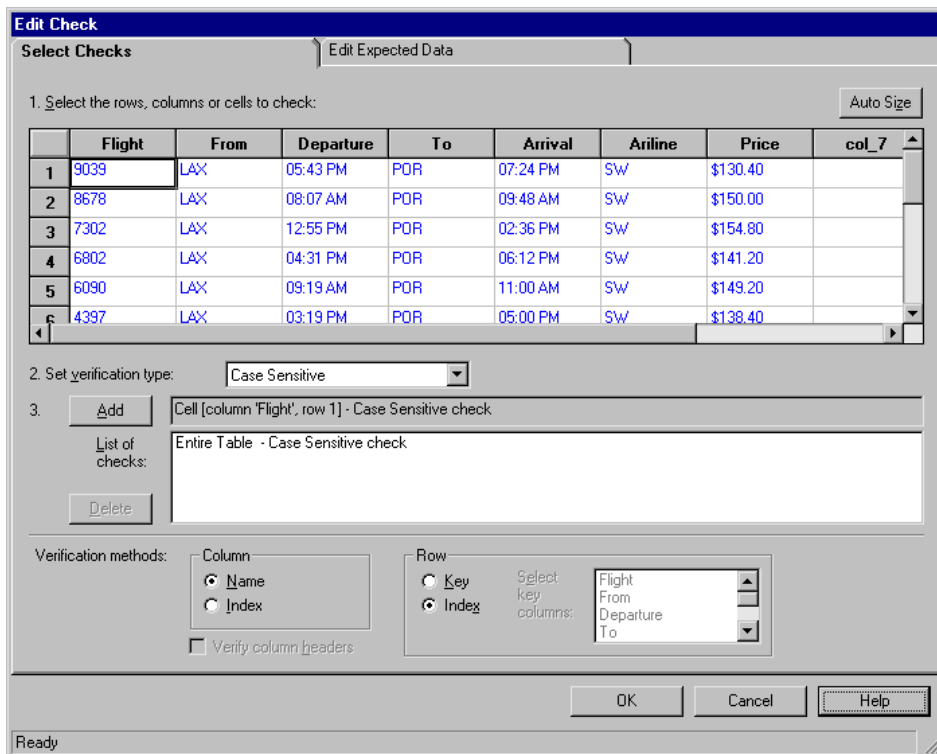 Edit Check
Select Checks Edit Expected Data
1. Select the rows, columns or cells to check: Auto Size
Flight From Departure To Arrival Ariline Price col_7
1 9039 LAX 05:43 PM POR 07:24 PM SW $130.40
2 8678 LAX 08:07 AM POR 09:48 AM SW $150.00
3 7302 LAX 12:55 PM POR 02:36 PM SW $154.80
4 6802 LAX 04:31 PM POR 06:12 PM SW $141.20
5 6090 LAX 09:19 AM POR 11:00 AM SW $149.20
6 4397 LAX 03:19 PM POR 05:00 PM SW $138.40
2. Set verification type: Case Sensitive
3. Add Cell [column 'Flight', row 1] - Case Sensitive check
List of checks: Entire Table - Case Sensitive check
Delete
Verification methods: Column Row
Name Key Select key columns: Flight
Index Index From
Departure
To
Verify column headers
OK Cancel Help
Ready